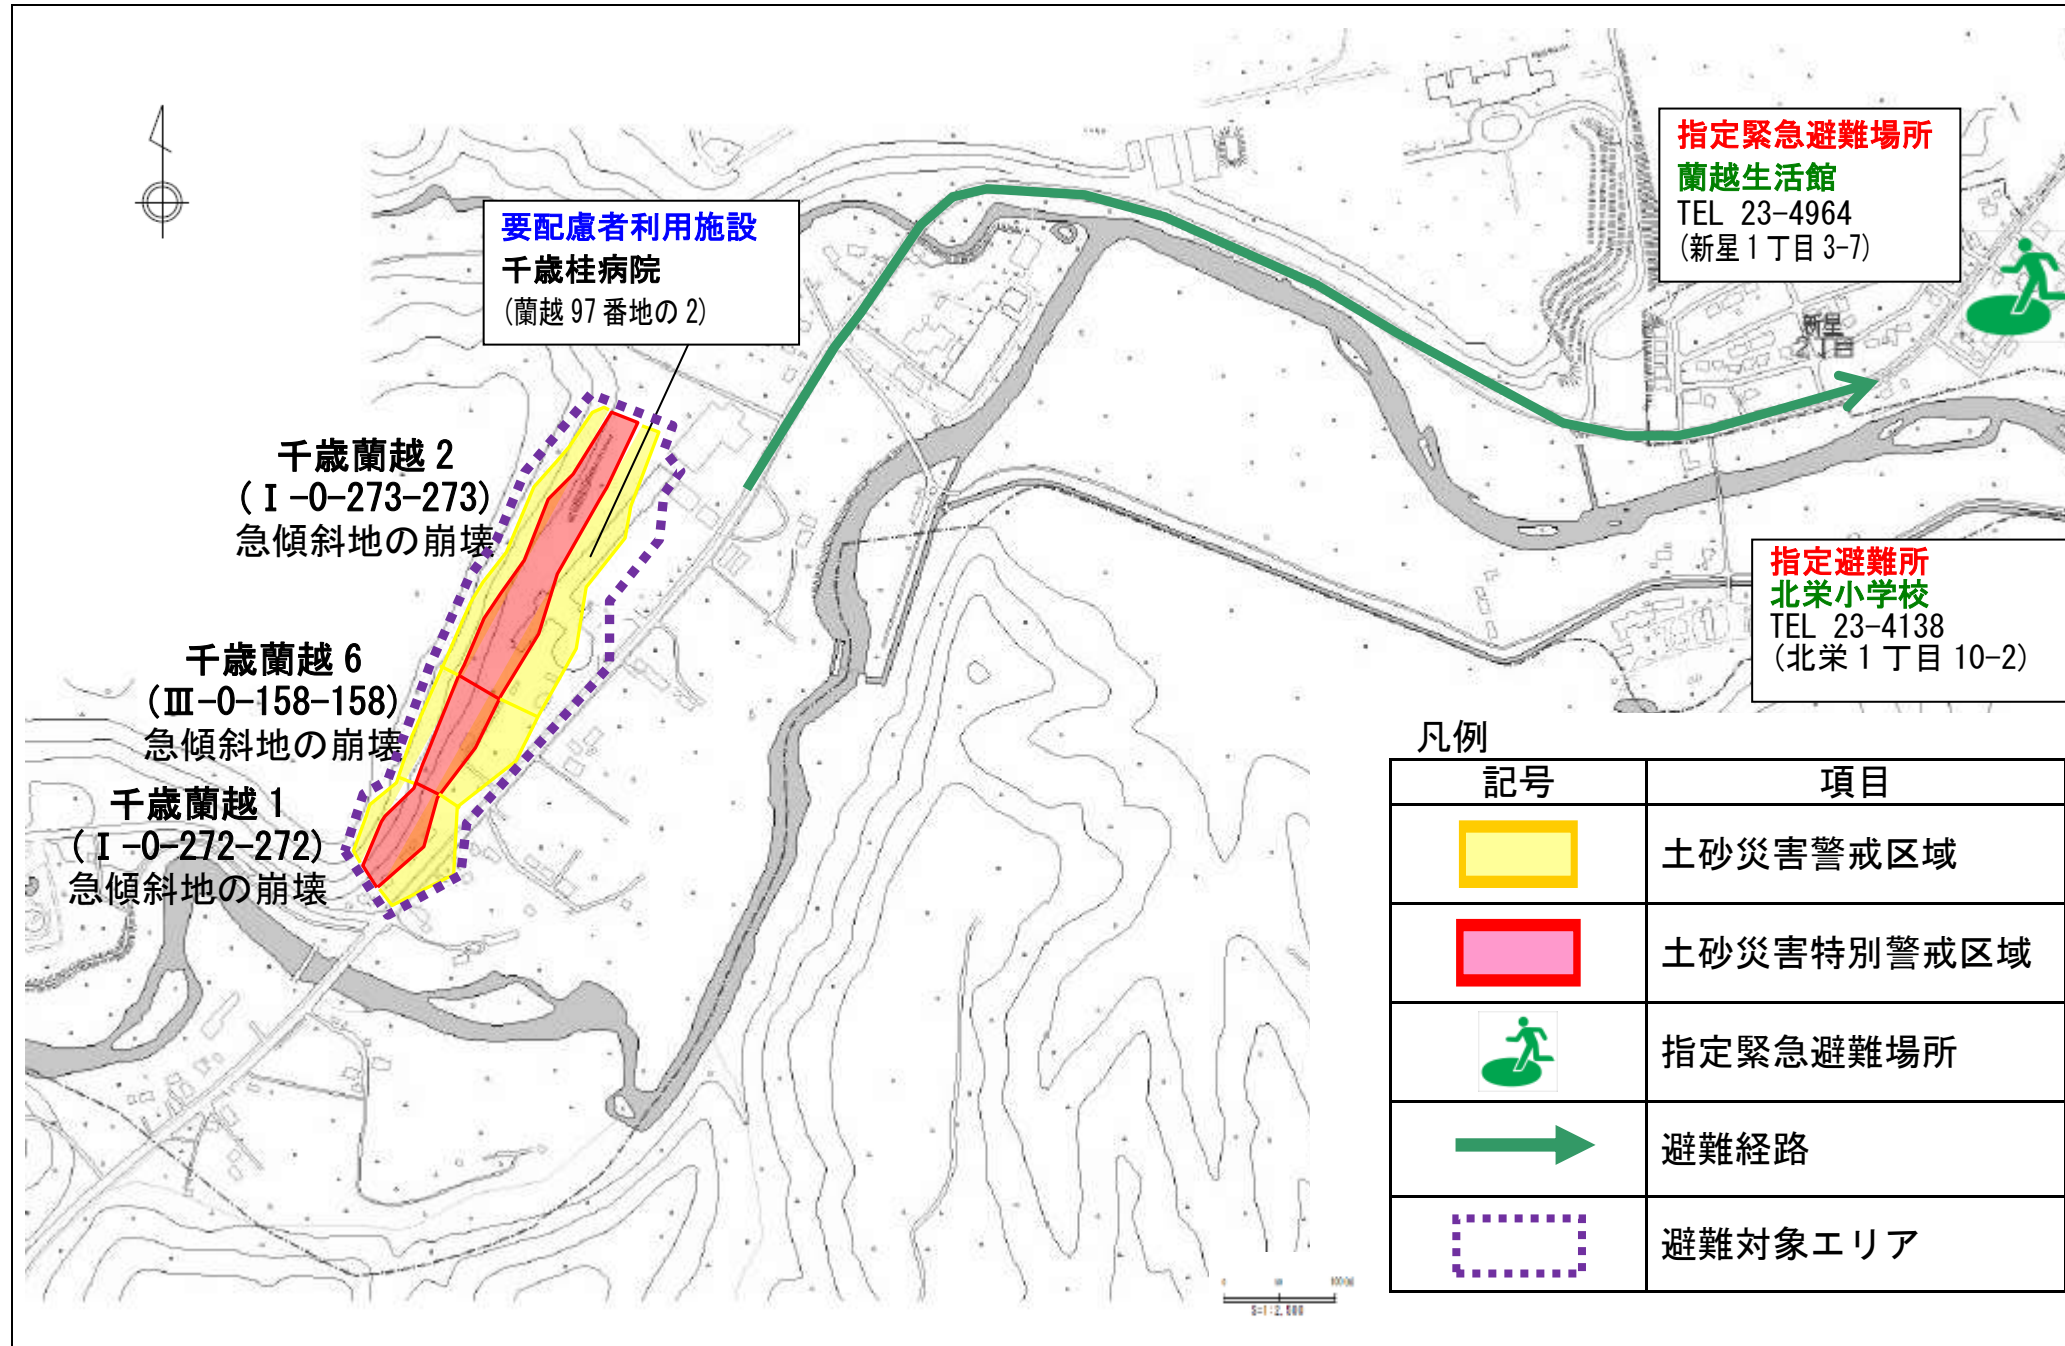 指定緊急避難場所
蘭越生活館
TEL 23-4964
(新星1丁目3-7)
要配慮者利用施設
千歳桂病院
(蘭越97番地の2)
新星
2丁目
千歳蘭越2
(Ⅰ-0-273-273)
急傾斜地の崩壊
千歳蘭越6
(Ⅲ-0-158-158)
急傾斜地の崩壊
千歳蘭越1
(Ⅰ-0-272-272)
急傾斜地の崩壊
指定避難所
北栄小学校
TEL 23-4138
(北栄1丁目10-2)
凡例
記号 項目
土砂災害警戒区域
土砂災害特別警戒区域
指定緊急避難場所
避難経路
避難対象エリア
S=1:2,500